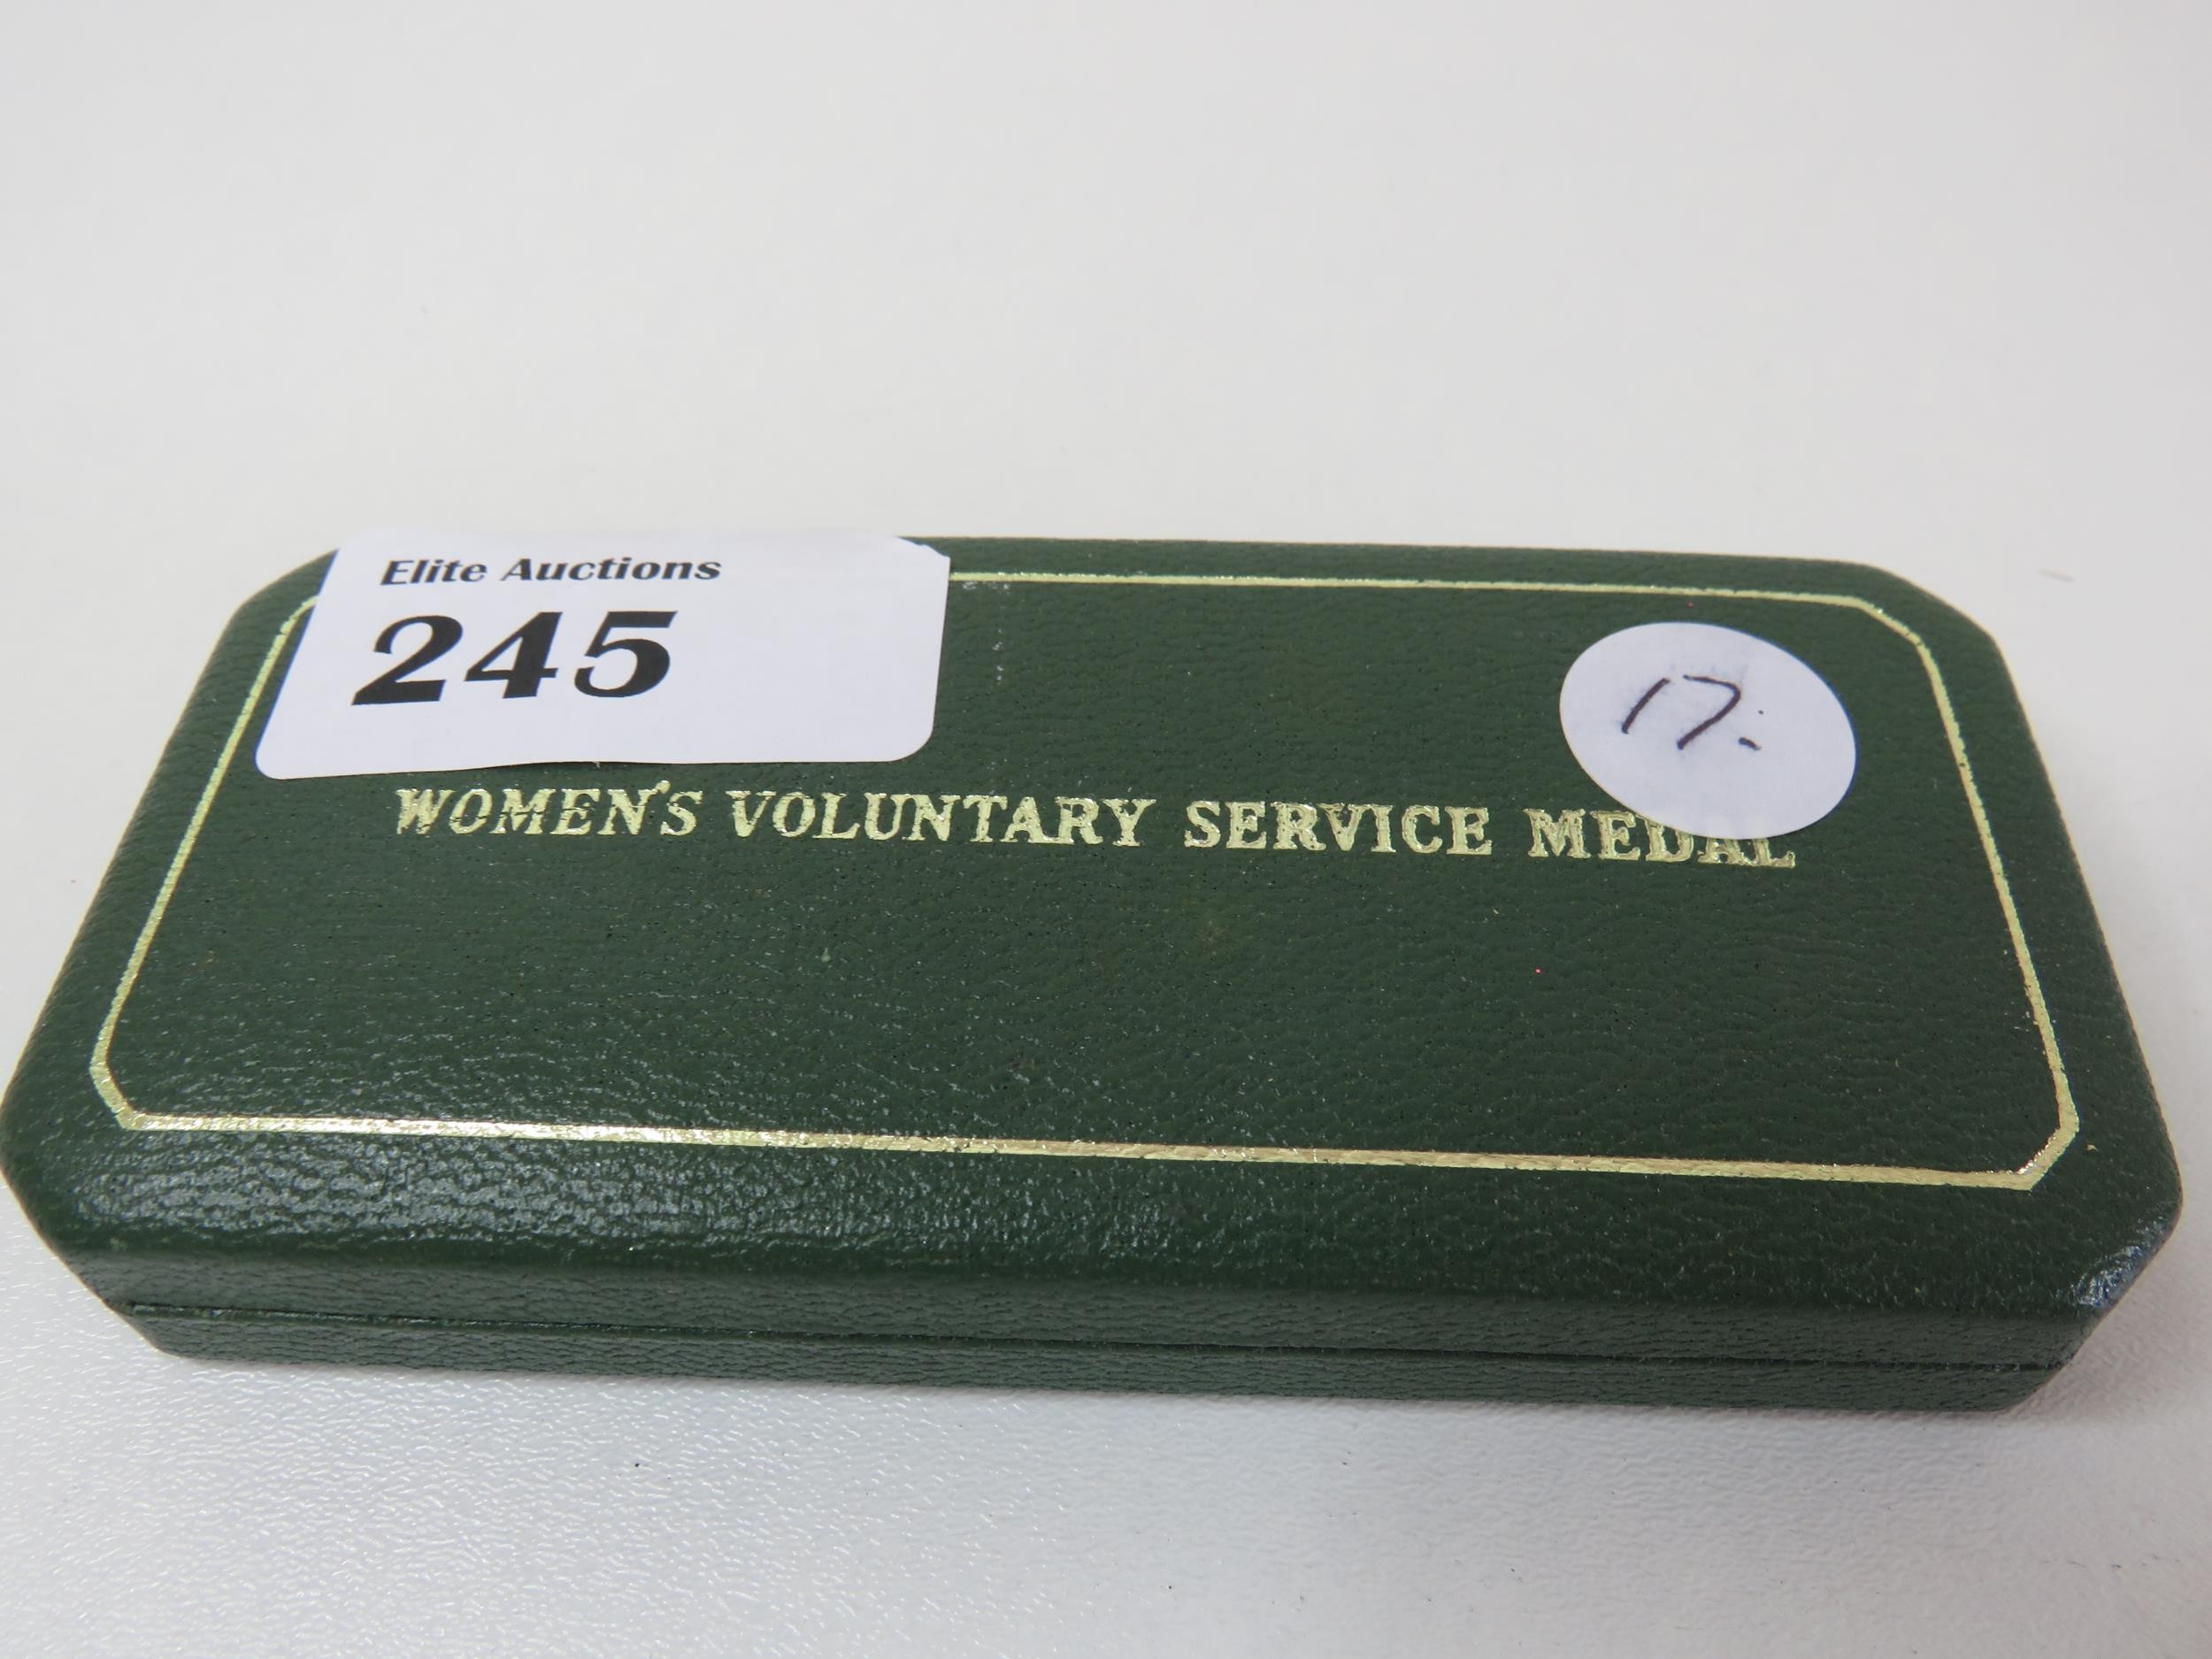 Elite Auctions
245
17.
WOMEN'S VOLUNTARY SERVICE MEDAL